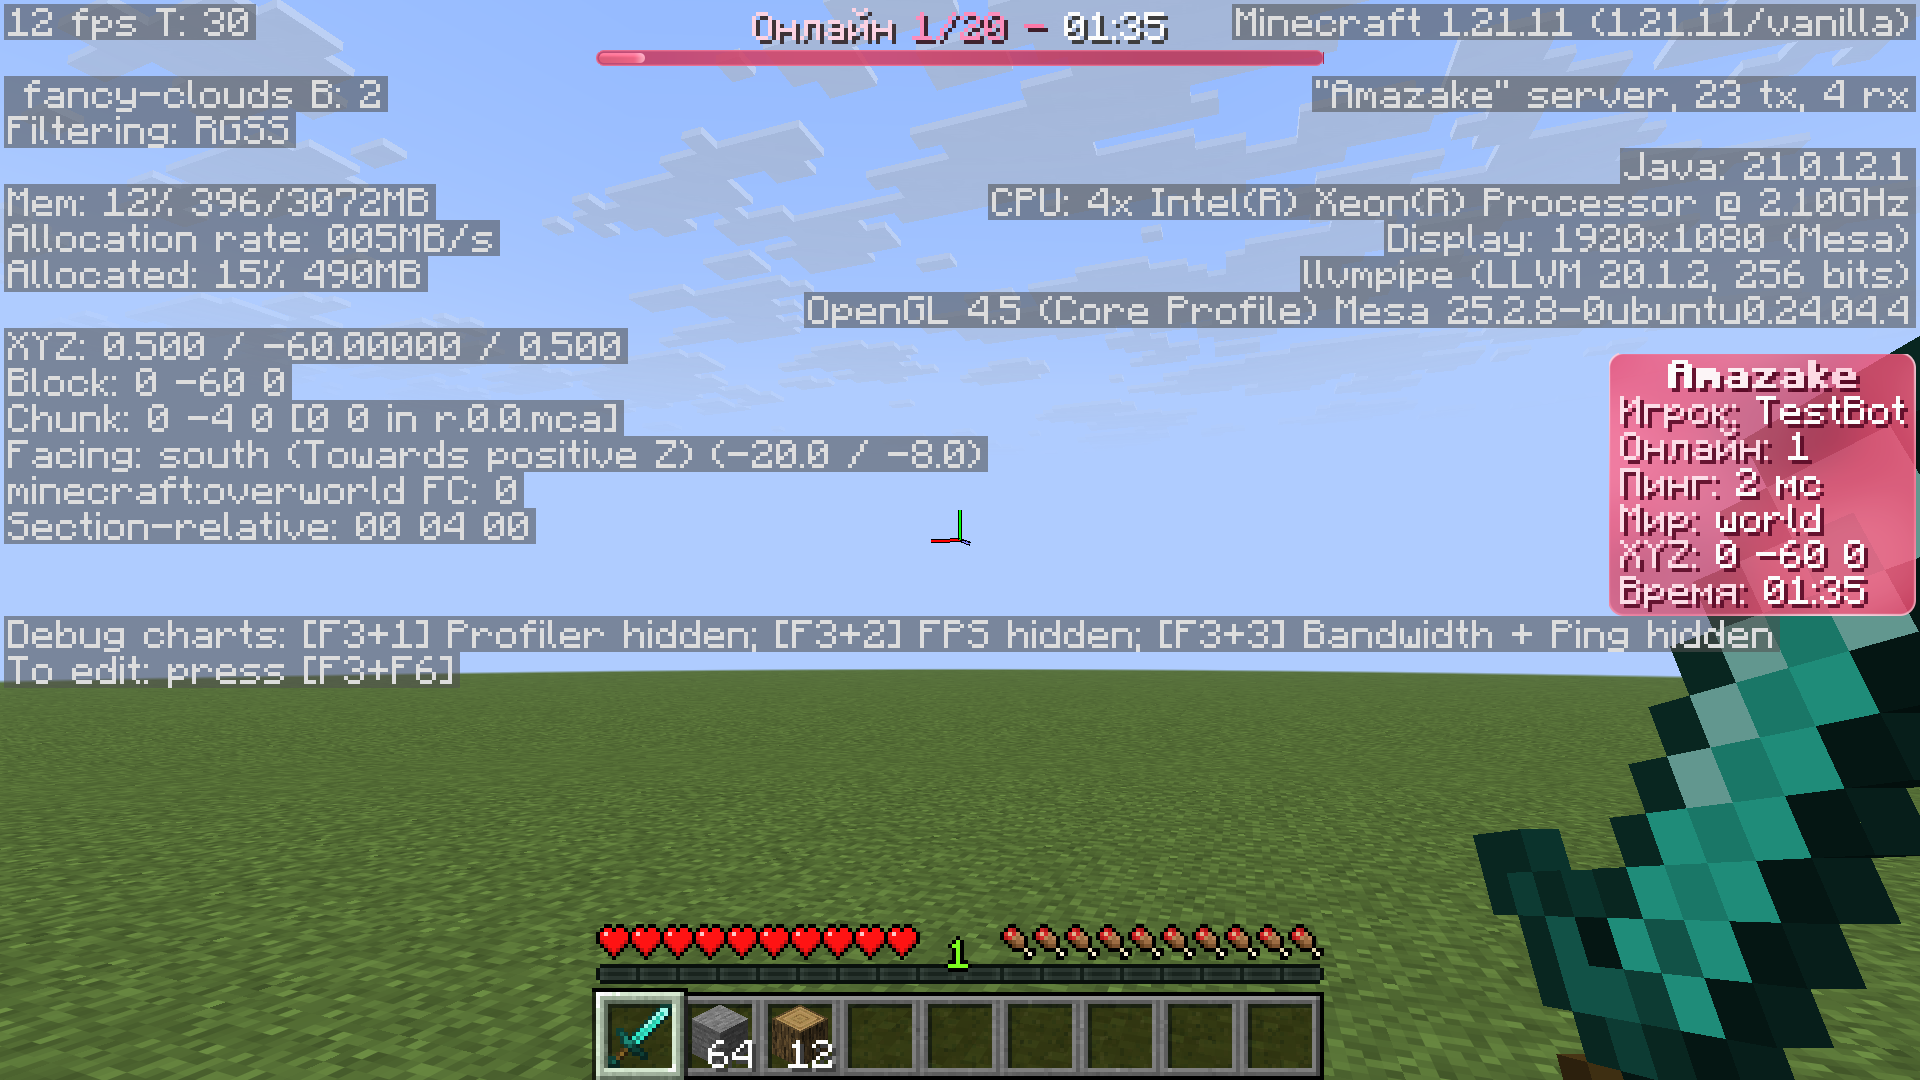 12 fps T: 30
Онлайн 1/20 — 01:35
Minecraft 1.21.11 (1.21.11/vanilla)
fancy-clouds B: 2
"Amazake" server, 23 tx, 4 rx
Filtering: RGSS
Java: 21.0.12.1
Mem: 12% 396/3072MB
CPU: 4x Intel(R) Xeon(R) Processor @ 2.10GHz
Allocation rate: 005MB/s
Display: 1920x1080 (Mesa)
Allocated: 15% 490MB
llvmpipe (LLVM 20.1.2, 256 bits)
OpenGL 4.5 (Core Profile) Mesa 25.2.8-0ubuntu0.24.04.4
XYZ: 0.500 / -60.00000 / 0.500
Block: 0 -60 0
Chunk: 0 -4 0 [0 0 in r.0.0.mca]
Facing: south (Towards positive Z) (-20.0 / -8.0)
minecraft:overworld FC: 0
Section-relative: 00 04 00
Amazake
Игрок: TestBot
Онлайн: 1
Пинг: 2 мс
Мир: world
XYZ: 0 -60 0
Время: 01:35
Debug charts: [F3+1] Profiler hidden; [F3+2] FPS hidden; [F3+3] Bandwidth + Ping hidden
To edit: press [F3+F6]
1
64
12